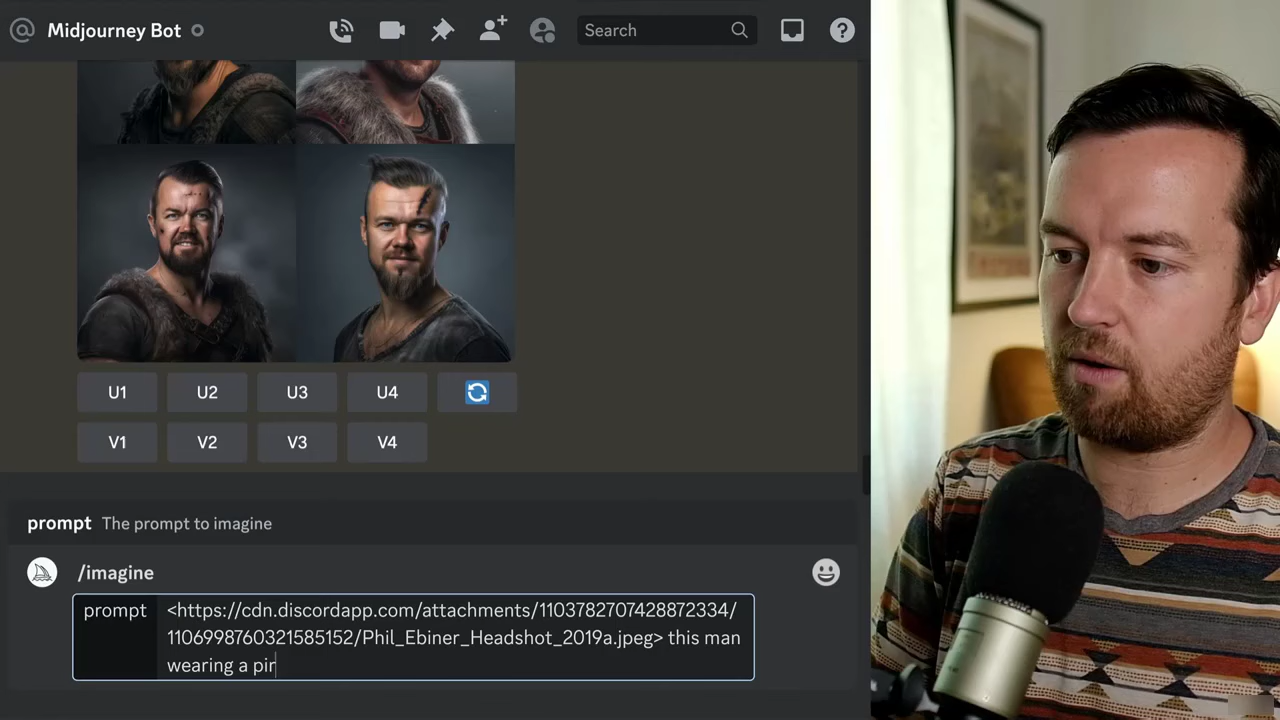 Midjourney Bot
Search
U1 U2 U3 U4
V1 V2 V3 V4
prompt The prompt to imagine
/imagine
prompt <https://cdn.discordapp.com/attachments/1103782707428872334/
1106998760321585152/Phil_Ebiner_Headshot_2019a.jpeg> this man
wearing a pir